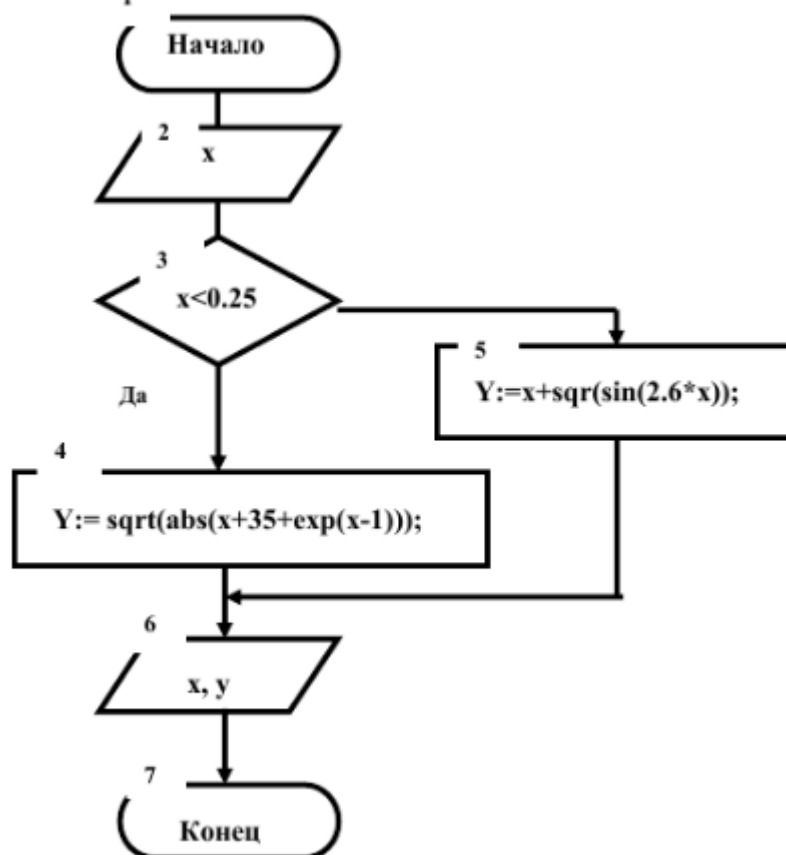 Начало
2
x
3
x<0.25
5
Y:=x+sqr(sin(2.6*x));
Да
4
Y:= sqrt(abs(x+35+exp(x-1)));
6
x, y
7
Конец